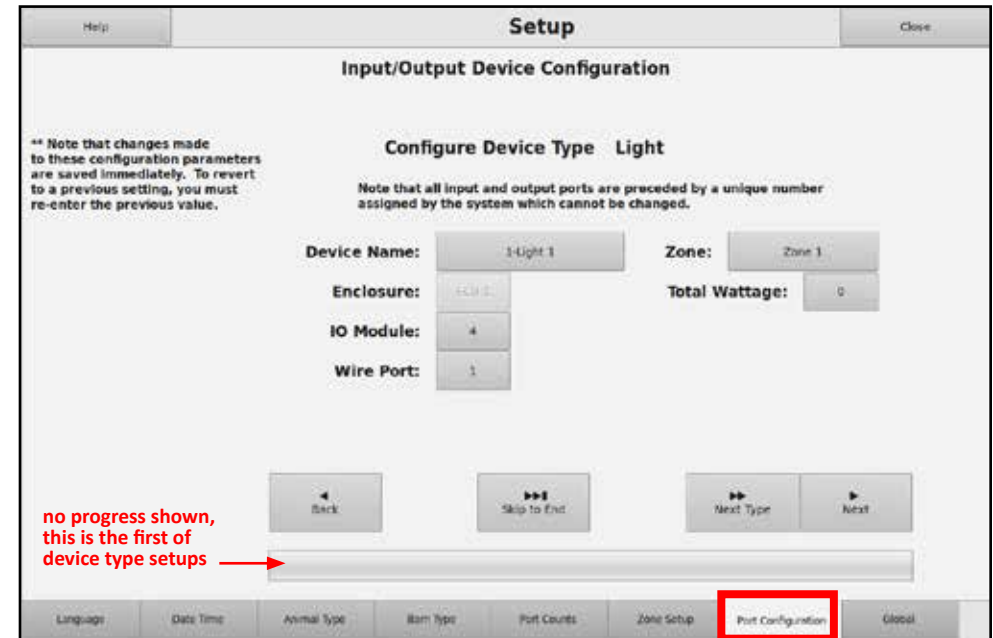 Help
Setup
Close
Input/Output Device Configuration
** Note that changes made
to these configuration parameters
are saved immediately. To revert
to a previous setting, you must
re-enter the previous value.
Configure Device Type Light
Note that all input and output ports are preceded by a unique number
assigned by the system which cannot be changed.
Device Name: 1-Light 1 Zone: Zone 1
Enclosure: Total Wattage: 0
IO Module: 4
Wire Port: 1
Back
Skip to End
Next Type
Next
no progress shown,
this is the first of
device type setups
Language Date Time Animal Type Barn Type Port Counts Zone Setup Port Configuration Global